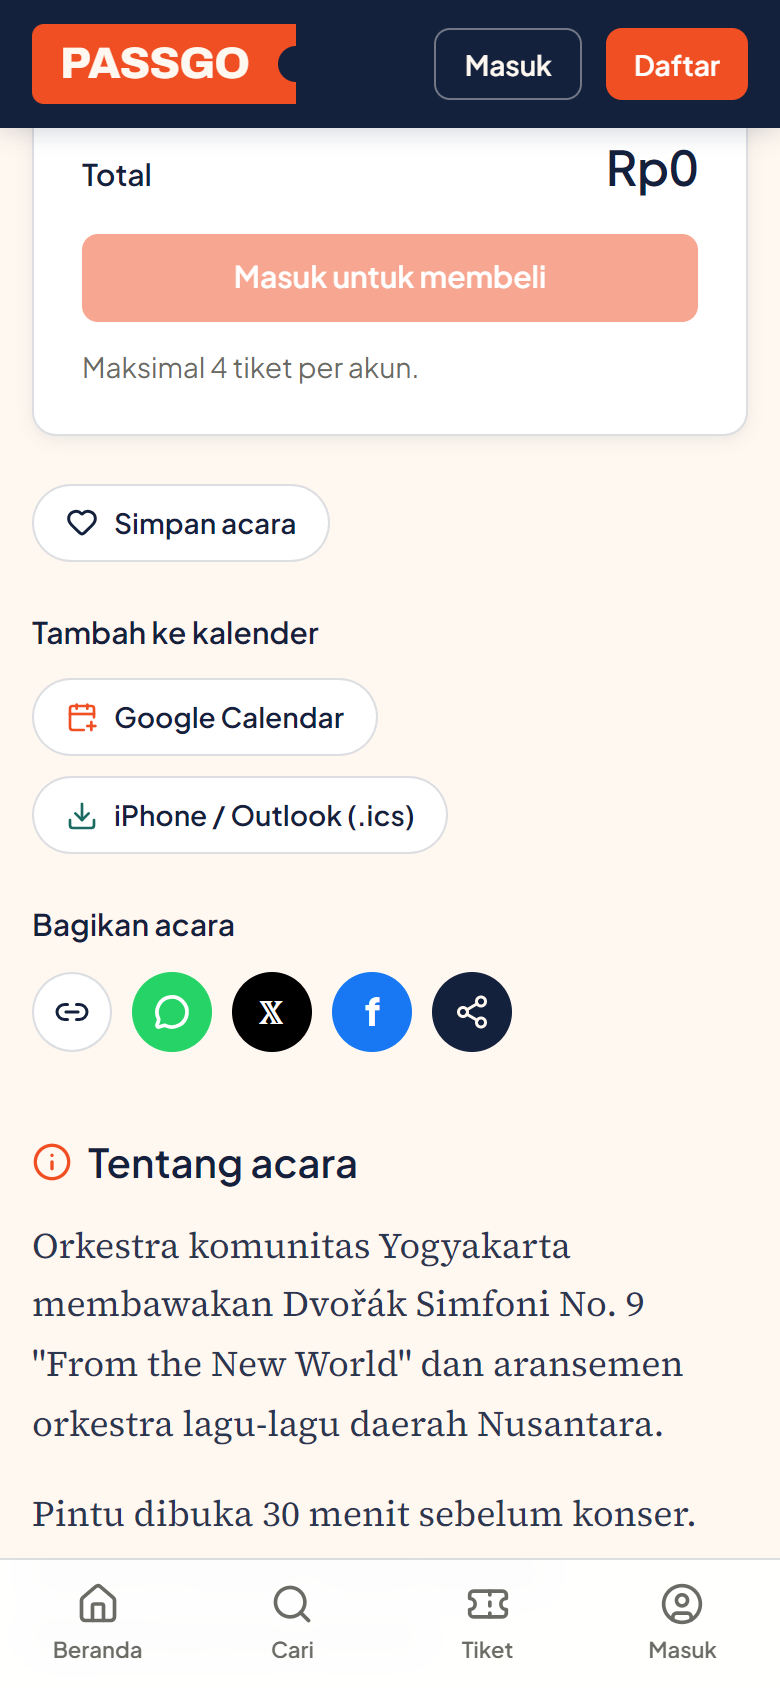 PASSGO
Masuk
Daftar
Total
Rp0
Masuk untuk membeli
Maksimal 4 tiket per akun.
Simpan acara
Tambah ke kalender
Google Calendar
iPhone / Outlook (.ics)
Bagikan acara
Tentang acara
Orkestra komunitas Yogyakarta
membawakan Dvořák Simfoni No. 9
"From the New World" dan aransemen
orkestra lagu-lagu daerah Nusantara.
Pintu dibuka 30 menit sebelum konser.
Beranda
Cari
Tiket
Masuk